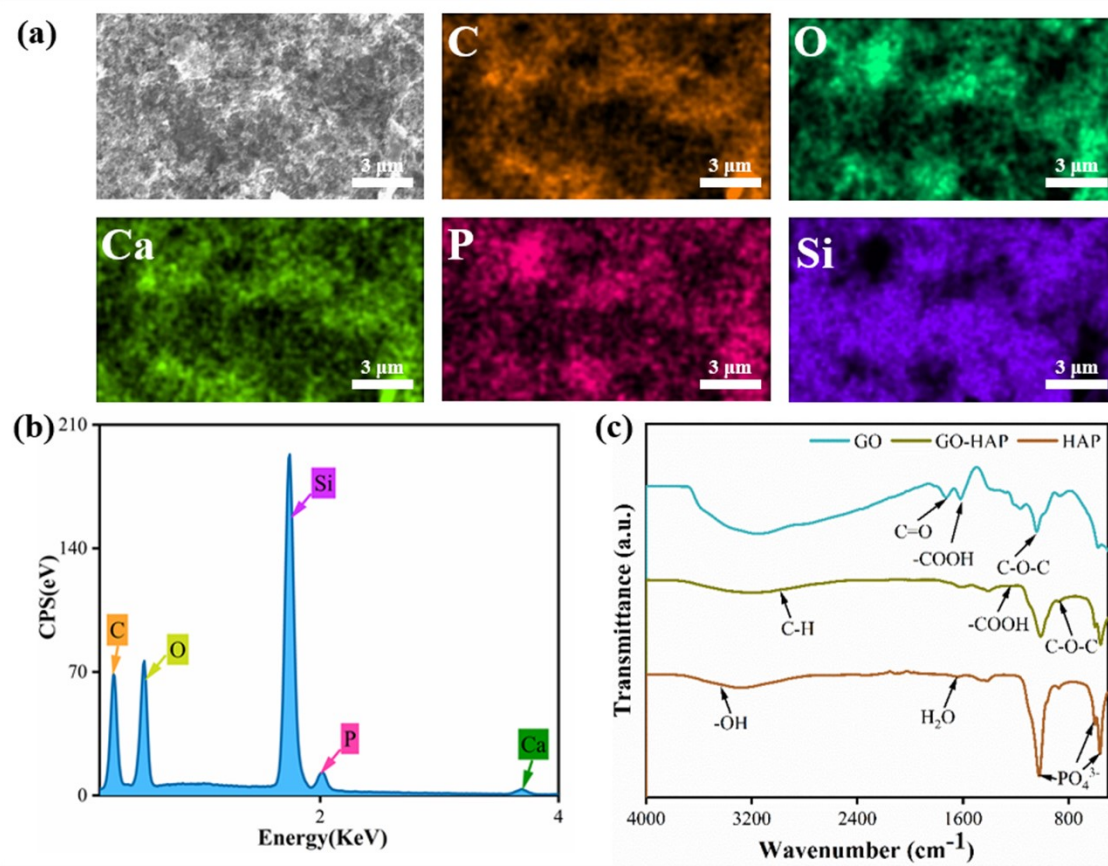 (a)
3 μm
C
3 μm
O
3 μm
Ca
3 μm
P
3 μm
Si
3 μm
(b)
210
140
70
0
CPS(eV)
C
O
Si
P
Ca
2
4
Energy(KeV)
(c)
GO
GO-HAP
HAP
Transmittance (a.u.)
C=O
-COOH
C-O-C
C-H
-COOH
C-O-C
-OH
H₂O
PO₄³⁻
4000
3200
2400
1600
800
Wavenumber (cm⁻¹)